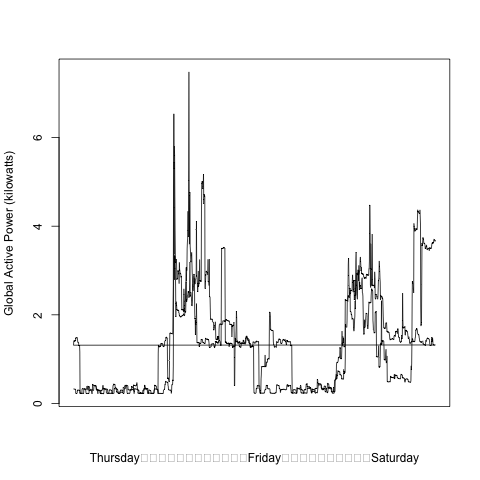 Global Active Power (kilowatts)
6
4
2
0
Thursday□□□□□□□□□□□□Friday□□□□□□□□□□Saturday